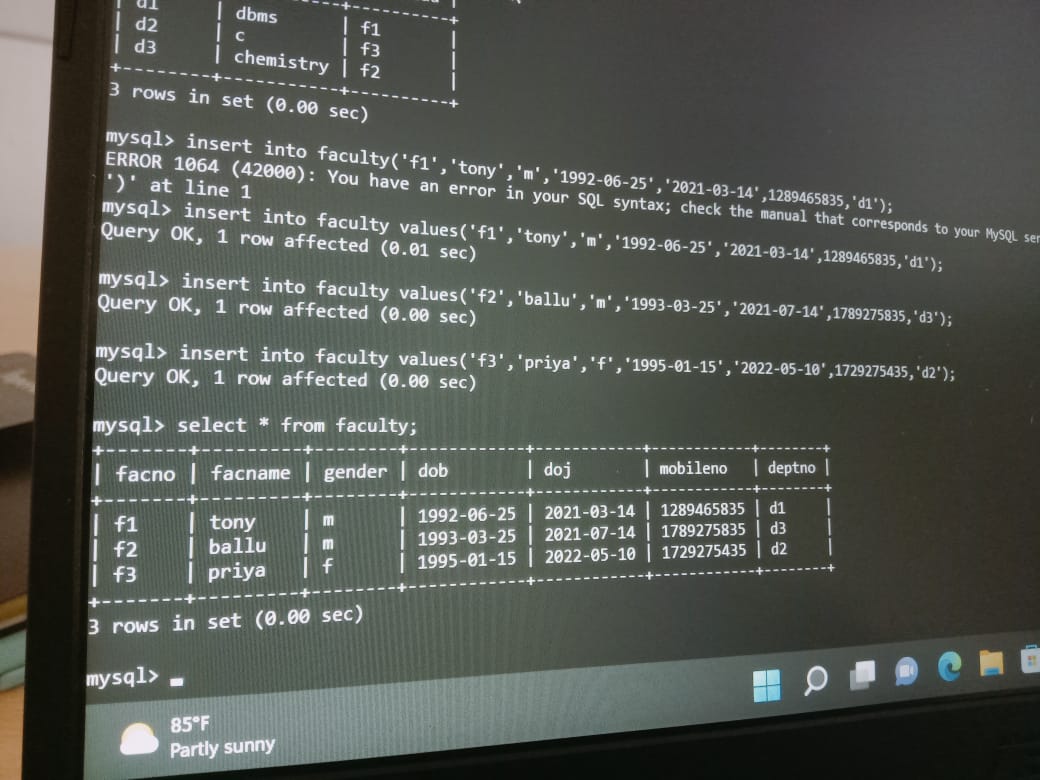 | d1 | dbms | f1 |
| d2 | c | f3 |
| d3 | chemistry | f2 |
+--------+-----------+----------+
3 rows in set (0.00 sec)
mysql> insert into faculty('f1','tony','m','1992-06-25','2021-03-14',1289465835,'d1');
ERROR 1064 (42000): You have an error in your SQL syntax; check the manual that corresponds to your MySQL ser
')' at line 1
mysql> insert into faculty values('f1','tony','m','1992-06-25','2021-03-14',1289465835,'d1');
Query OK, 1 row affected (0.01 sec)
mysql> insert into faculty values('f2','ballu','m','1993-03-25','2021-07-14',1789275835,'d3');
Query OK, 1 row affected (0.00 sec)
mysql> insert into faculty values('f3','priya','f','1995-01-15','2022-05-10',1729275435,'d2');
Query OK, 1 row affected (0.00 sec)
mysql> select * from faculty;
+-------+---------+--------+------------+------------+------------+--------+
| facno | facname | gender | dob | doj | mobileno | deptno |
+-------+---------+--------+------------+------------+------------+--------+
| f1 | tony | m | 1992-06-25 | 2021-03-14 | 1289465835 | d1 |
| f2 | ballu | m | 1993-03-25 | 2021-07-14 | 1789275835 | d3 |
| f3 | priya | f | 1995-01-15 | 2022-05-10 | 1729275435 | d2 |
+-------+---------+--------+------------+------------+------------+--------+
3 rows in set (0.00 sec)
mysql>
85°F
Partly sunny